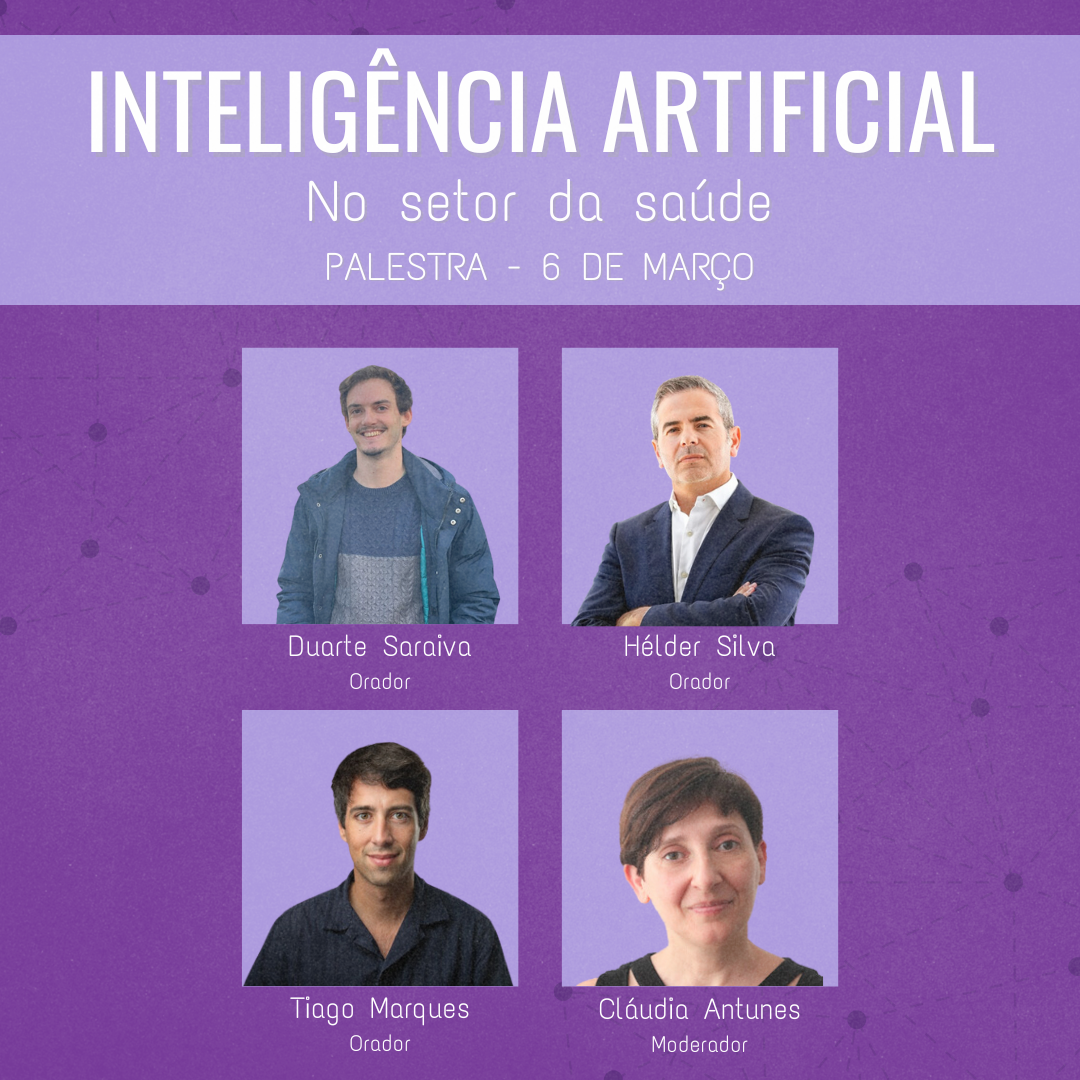 INTELIGÊNCIA ARTIFICIAL
No setor da saúde
PALESTRA - 6 DE MARÇO
Duarte Saraiva
Orador
Hélder Silva
Orador
Tiago Marques
Orador
Cláudia Antunes
Moderador